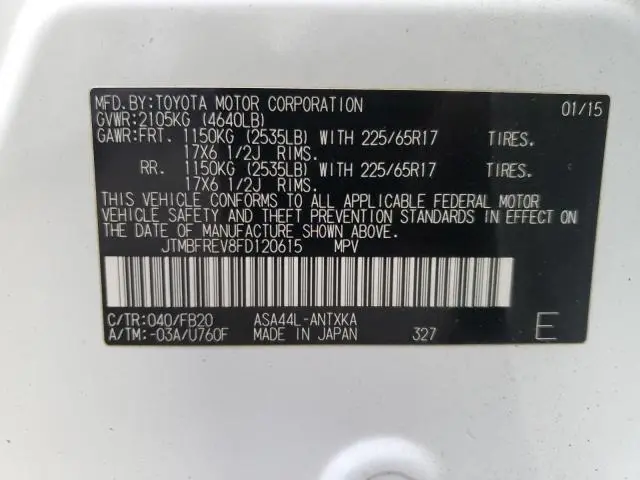 MFD.BY:TOYOTA MOTOR CORPORATION 01/15
GVWR:2105KG (4640LB)
GAWR:FRT. 1150KG (2535LB) WITH 225/65R17 TIRES.
17X6 1/2J RIMS.
RR. 1150KG (2535LB) WITH 225/65R17 TIRES.
17X6 1/2J RIMS.
THIS VEHICLE CONFORMS TO ALL APPLICABLE FEDERAL MOTOR
VEHICLE SAFETY AND THEFT PREVENTION STANDARDS IN EFFECT ON
THE DATE OF MANUFACTURE SHOWN ABOVE.
JTMBFREV8FD120615 MPV
C/TR:040/FB20 ASA44L-ANTXKA
A/TM:-03A/U760F MADE IN JAPAN 327 E